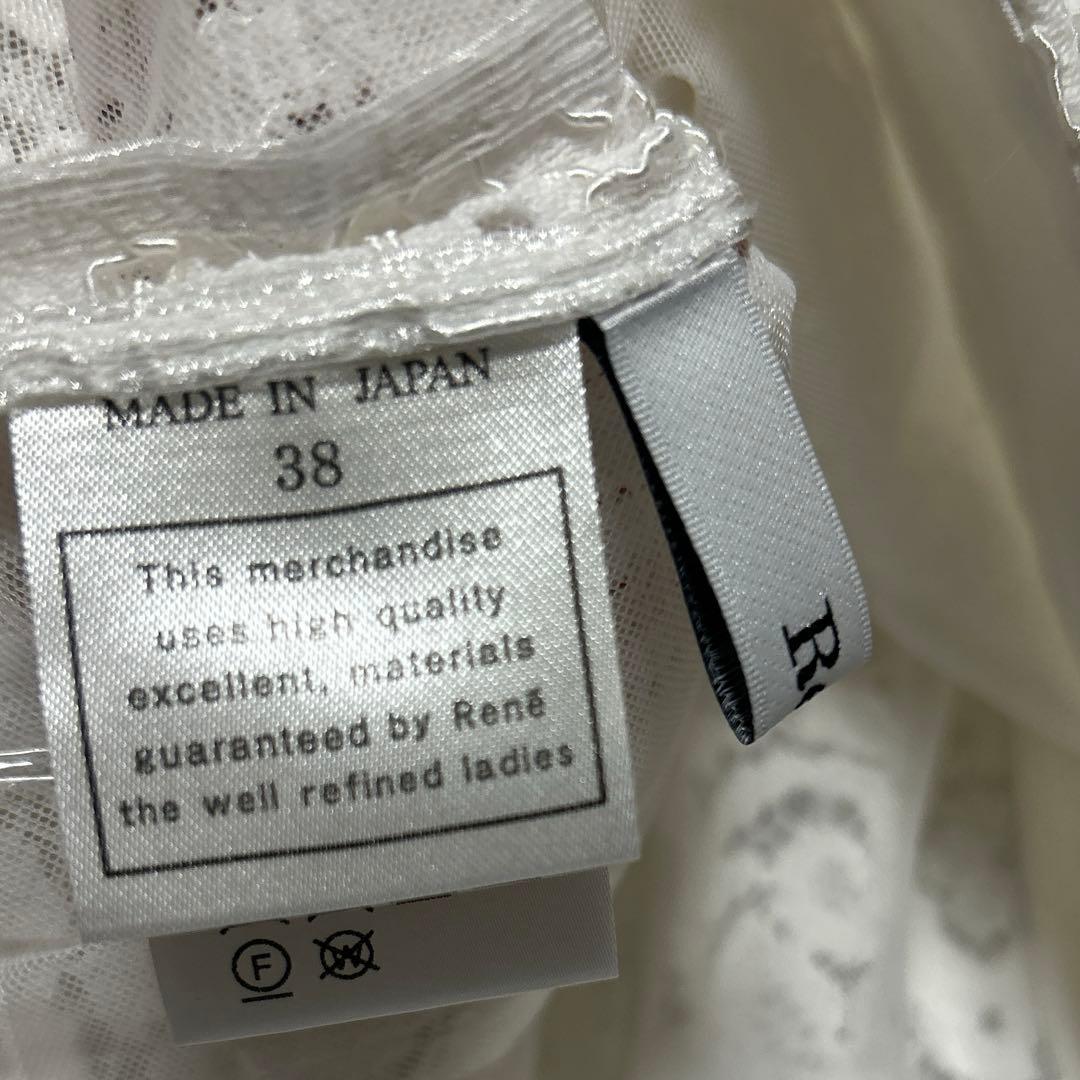 MADE IN JAPAN
38
This merchandise
uses high quality
excellent, materials
guaranteed by René
the well refined ladies
F
W